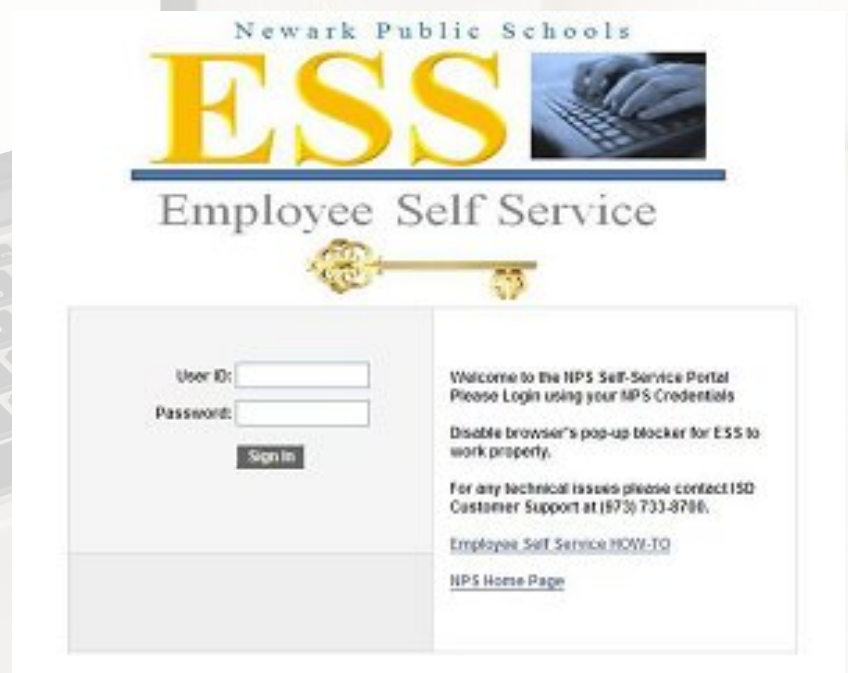 Newark Public Schools
ESS
Employee Self Service
User ID:
Password:
Sign In
Welcome to the NPS Self-Service Portal
Please Login using your NPS Credentials
Disable browser's pop-up blocker for ESS to
work properly.
For any technical issues please contact ISD
Customer Support at (973) 733-8700.
Employee Self Service HOW-TO
NPS Home Page